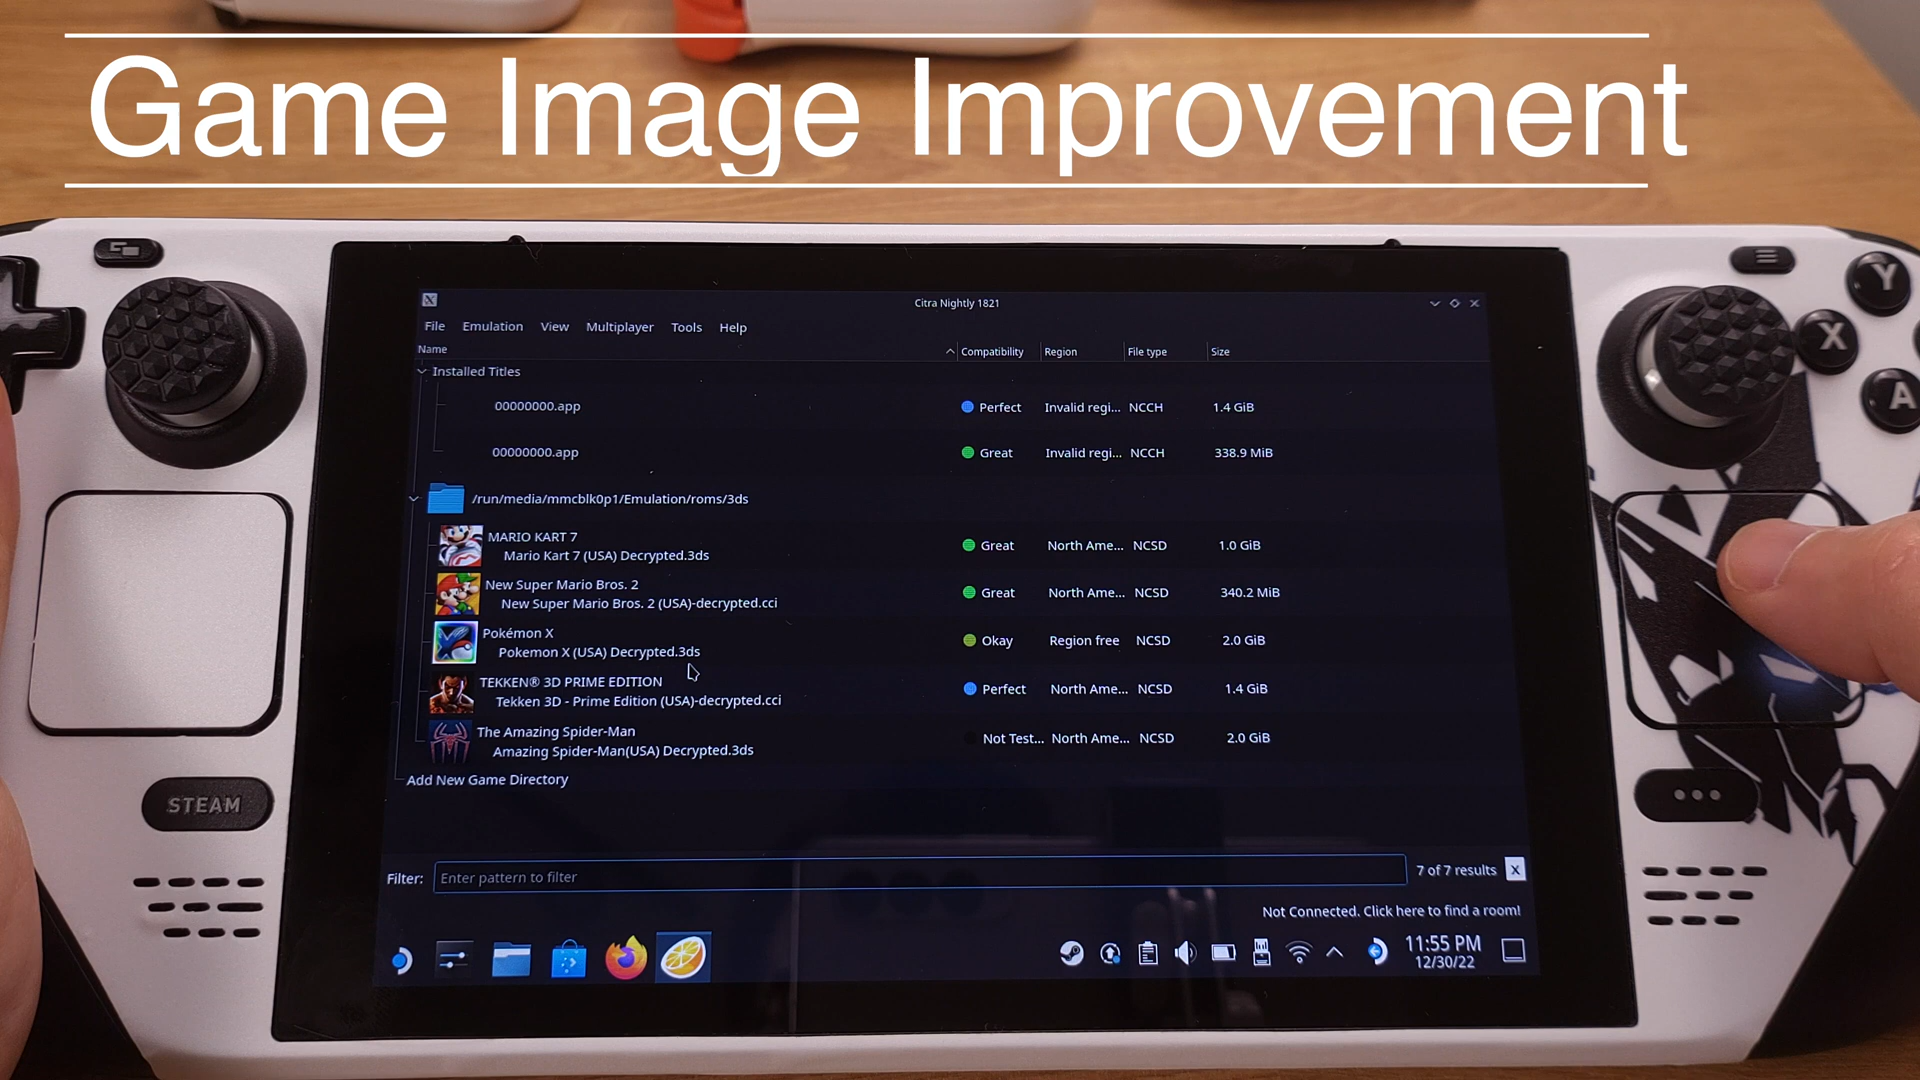 Game Image Improvement
Citra Nightly 1821
File Emulation View Multiplayer Tools Help
Name Compatibility Region File type Size
Installed Titles
00000000.app Perfect Invalid regi... NCCH 1.4 GiB
00000000.app Great Invalid regi... NCCH 338.9 MiB
/run/media/mmcblk0p1/Emulation/roms/3ds
MARIO KART 7
Mario Kart 7 (USA) Decrypted.3ds Great North Ame... NCSD 1.0 GiB
New Super Mario Bros. 2
New Super Mario Bros. 2 (USA)-decrypted.cci Great North Ame... NCSD 340.2 MiB
Pokémon X
Pokemon X (USA) Decrypted.3ds Okay Region free NCSD 2.0 GiB
TEKKEN® 3D PRIME EDITION
Tekken 3D - Prime Edition (USA)-decrypted.cci Perfect North Ame... NCSD 1.4 GiB
The Amazing Spider-Man
Amazing Spider-Man(USA) Decrypted.3ds Not Test... North Ame... NCSD 2.0 GiB
Add New Game Directory
Filter: Enter pattern to filter 7 of 7 results X
Not Connected. Click here to find a room!
11:55 PM
12/30/22
STEAM
Y
X
A